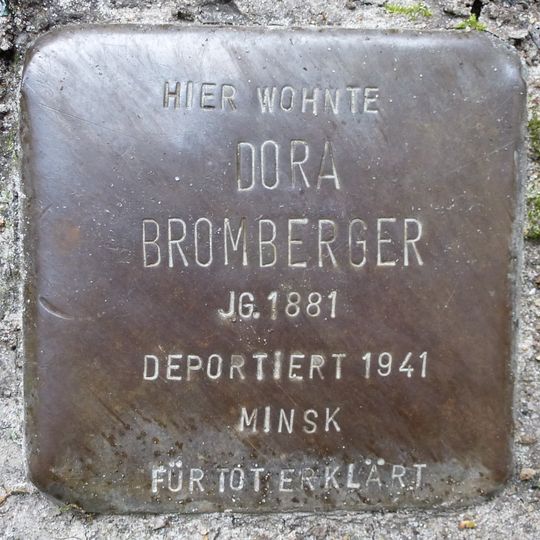 HIER WOHNTE
DORA
BROMBERGER
JG. 1881
DEPORTIERT 1941
MINSK
FÜR TOT ERKLÄRT